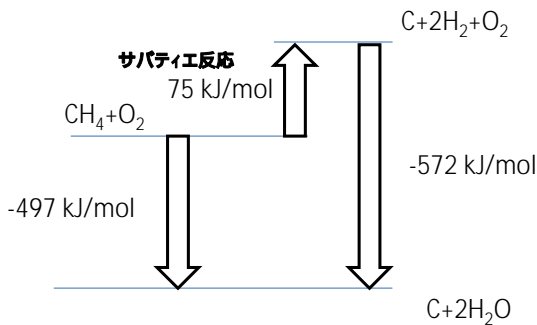 C+2H₂+O₂
サバティエ反応
75 kJ/mol
CH₄+O₂
-572 kJ/mol
-497 kJ/mol
C+2H₂O